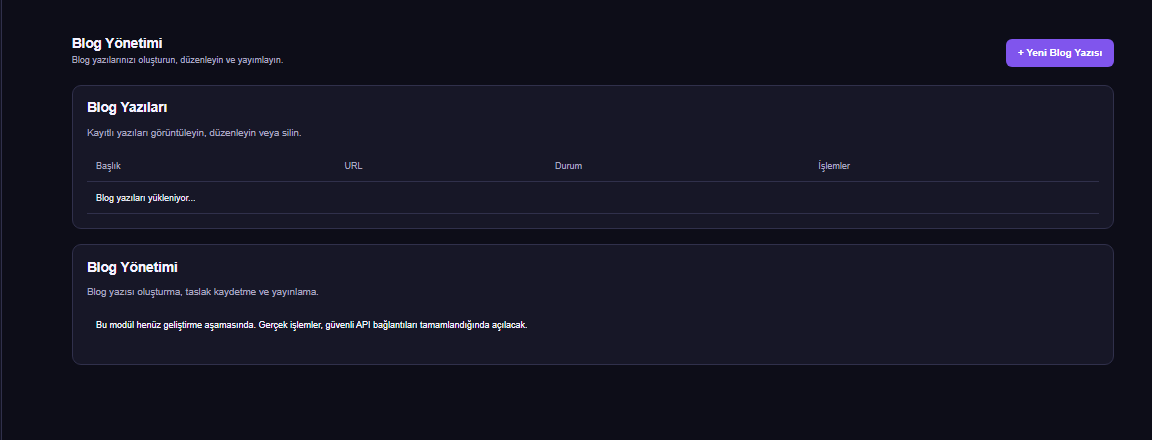 Blog Yönetimi
Blog yazılarınızı oluşturun, düzenleyin ve yayımlayın.
+ Yeni Blog Yazısı
Blog Yazıları
Kayıtlı yazıları görüntüleyin, düzenleyin veya silin.
Başlık URL Durum İşlemler
Blog yazıları yükleniyor...
Blog Yönetimi
Blog yazısı oluşturma, taslak kaydetme ve yayınlama.
Bu modül henüz geliştirme aşamasında. Gerçek işlemler, güvenli API bağlantıları tamamlandığında açılacak.